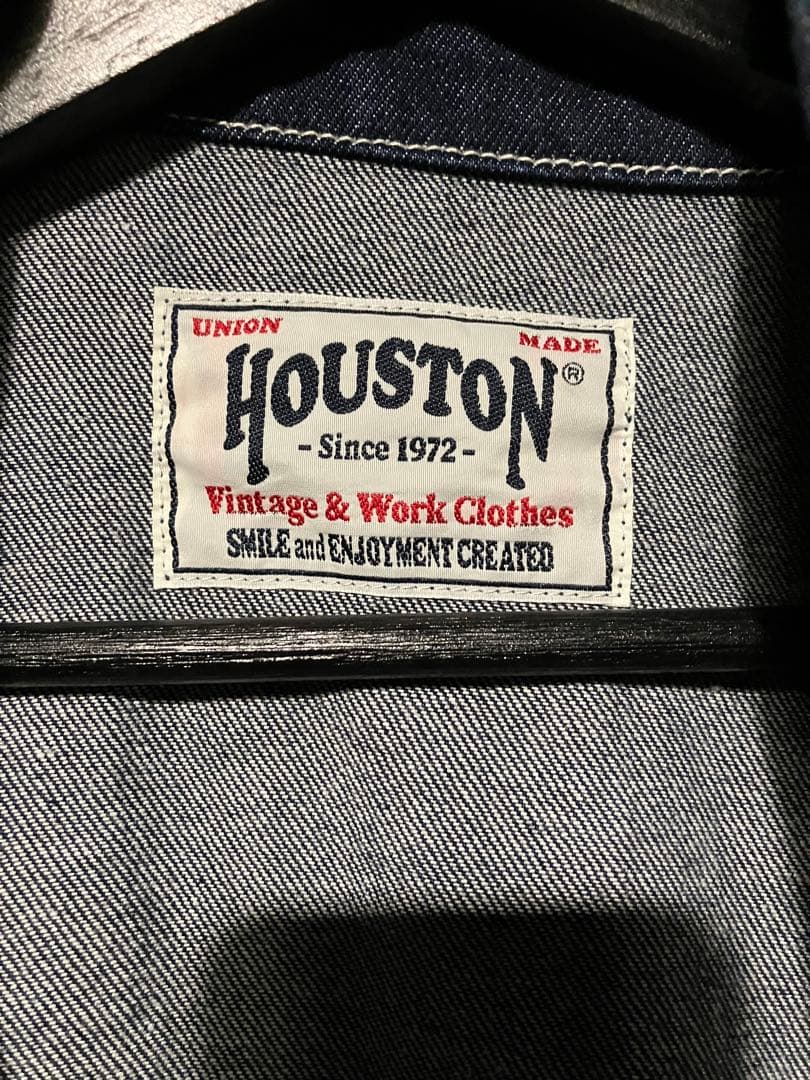 UNION MADE
HOUSTON®
- Since 1972 -
Vintage & Work Clothes
SMILE and ENJOYMENT CREATED